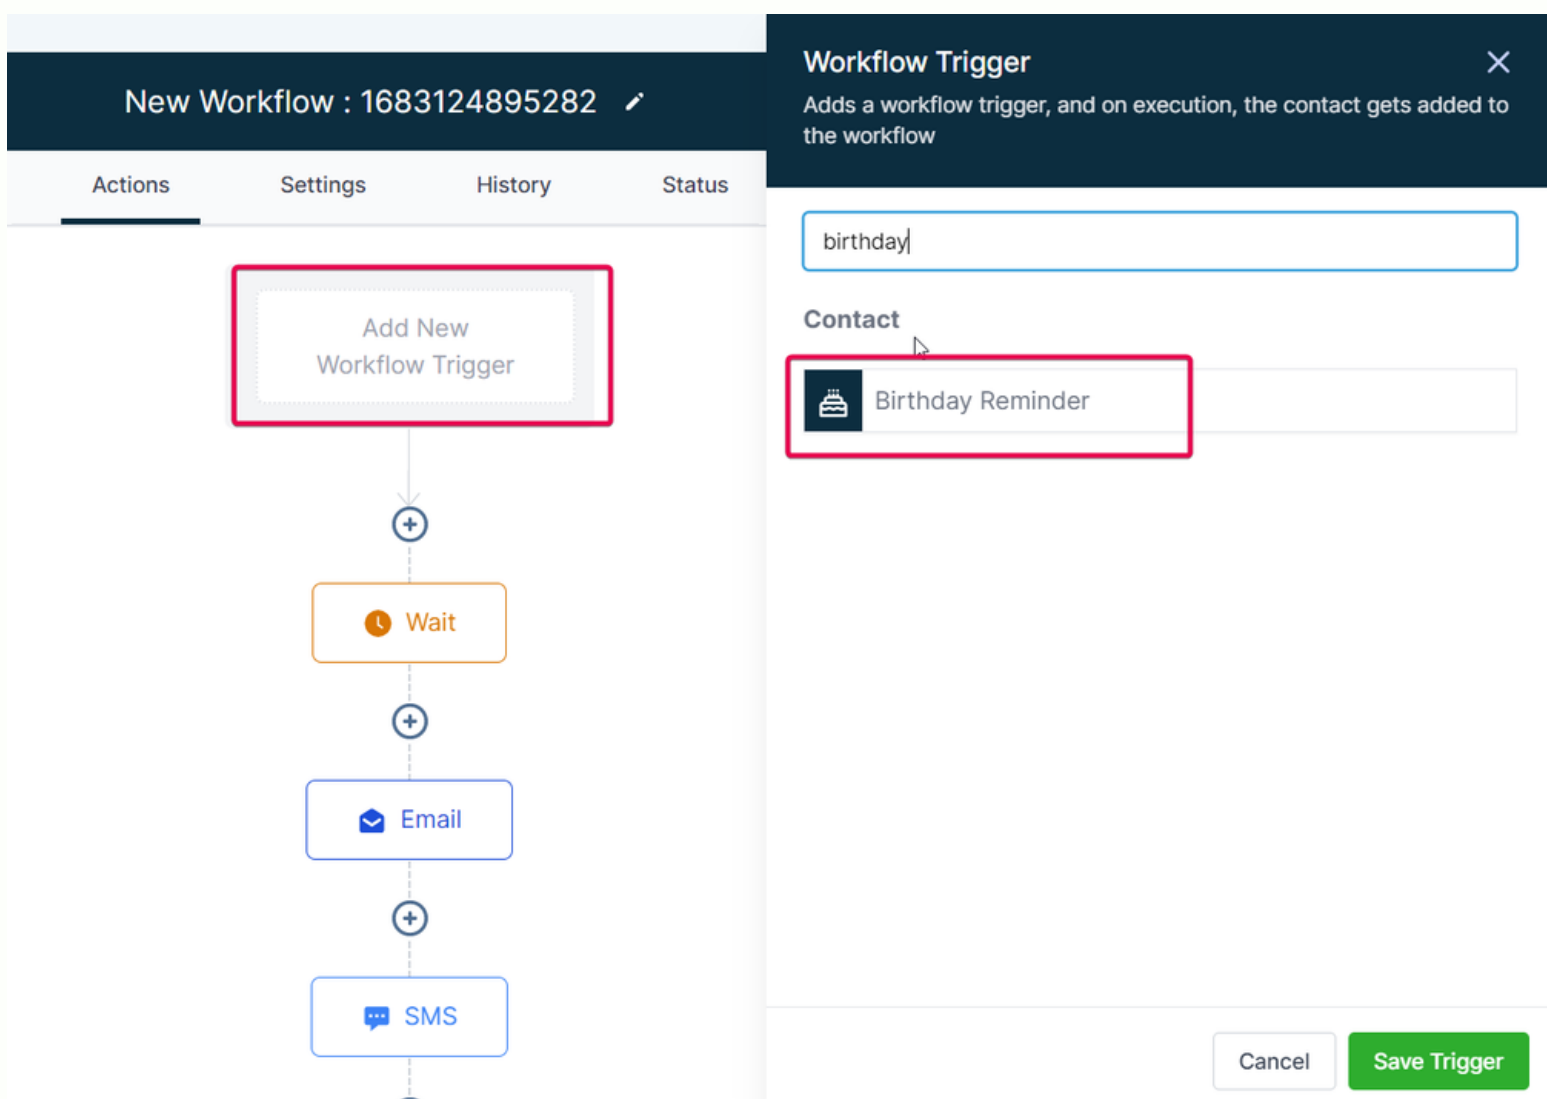 New Workflow : 1683124895282
Actions
Settings
History
Status
Add New
Workflow Trigger
Wait
Email
SMS
Workflow Trigger
Adds a workflow trigger, and on execution, the contact gets added to
the workflow
birthday
Contact
Birthday Reminder
Cancel
Save Trigger